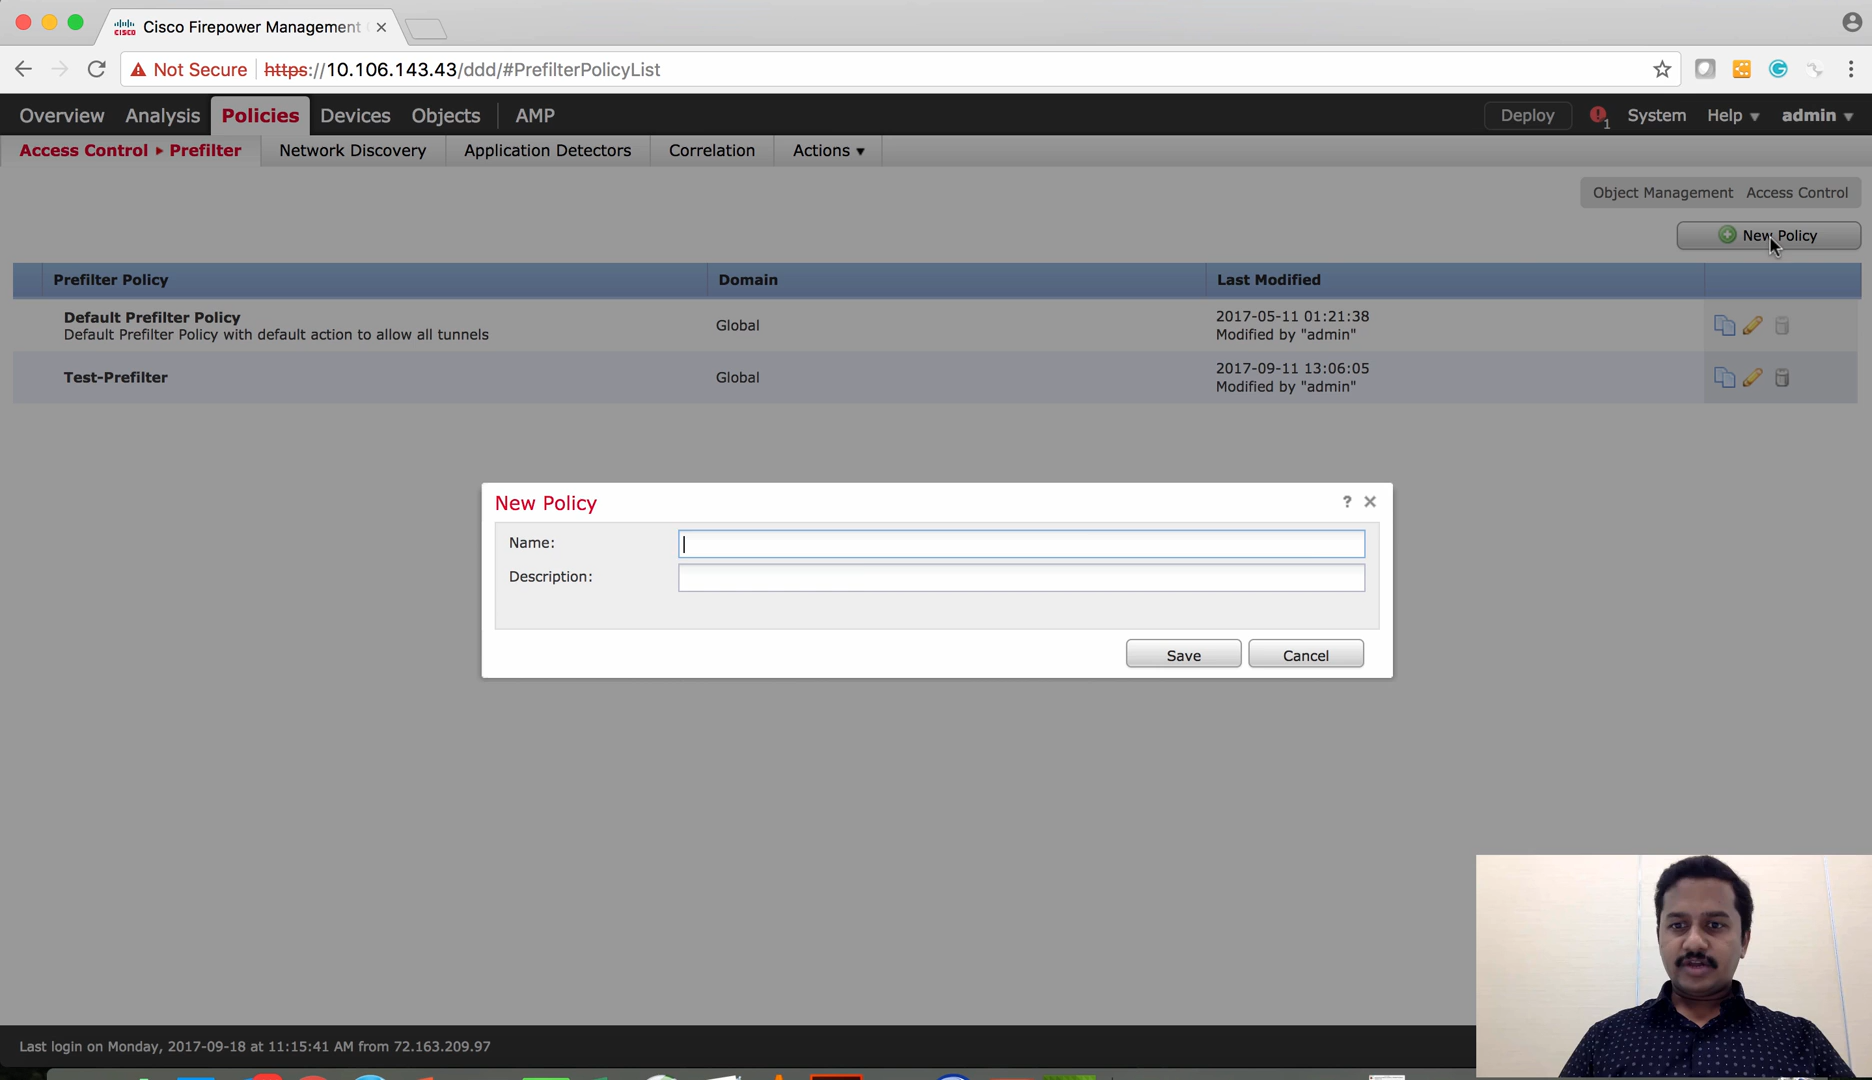 Cisco Firepower Management
Not Secure https://10.106.143.43/ddd/#PrefilterPolicyList
Overview Analysis Policies Devices Objects AMP Deploy 1 System Help admin
Access Control ▸ Prefilter Network Discovery Application Detectors Correlation Actions
Object Management Access Control
New Policy
Prefilter Policy Domain Last Modified
Default Prefilter Policy
Default Prefilter Policy with default action to allow all tunnels
Global
2017-05-11 01:21:38
Modified by "admin"
Test-Prefilter
Global
2017-09-11 13:06:05
Modified by "admin"
New Policy ?
Name:
Description:
Save Cancel
Last login on Monday, 2017-09-18 at 11:15:41 AM from 72.163.209.97